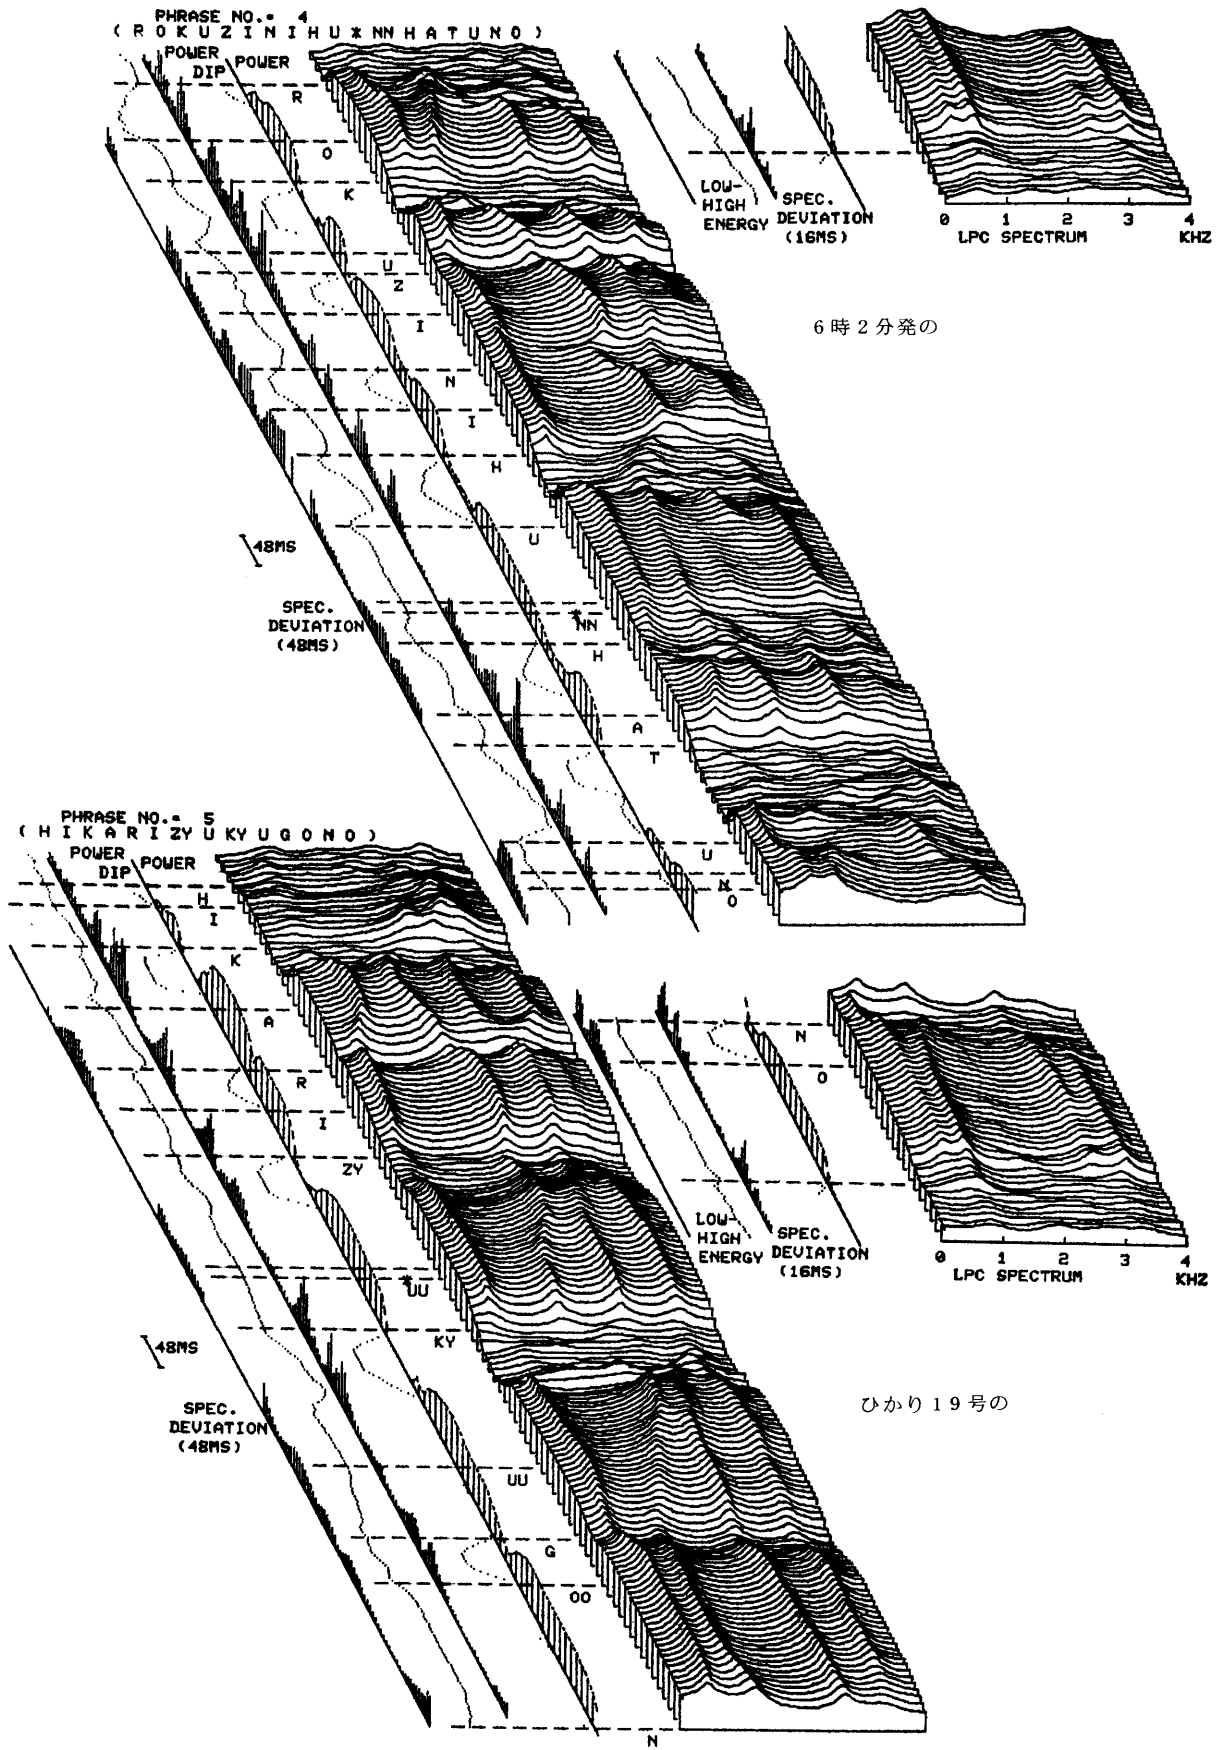 PHRASE NO.= 4
( R O K U Z I N I H U * NN H A T U N O )
POWER
DIP
POWER
R
O
K
U
Z
I
N
I
H
U
*
NN
H
A
T
U
N
O
48MS
SPEC.
DEVIATION
(48MS)
LOW-
HIGH
ENERGY
SPEC.
DEVIATION
(16MS)
0 1 2 3 4
LPC SPECTRUM KHZ
6時2分発の
PHRASE NO.= 5
( H I K A R I ZY U KY U G O N O )
POWER
DIP
POWER
H
I
K
A
R
I
ZY
*
UU
KY
UU
G
OO
N
48MS
SPEC.
DEVIATION
(48MS)
N
O
LOW-
HIGH
ENERGY
SPEC.
DEVIATION
(16MS)
0 1 2 3 4
LPC SPECTRUM KHZ
ひかり19号の